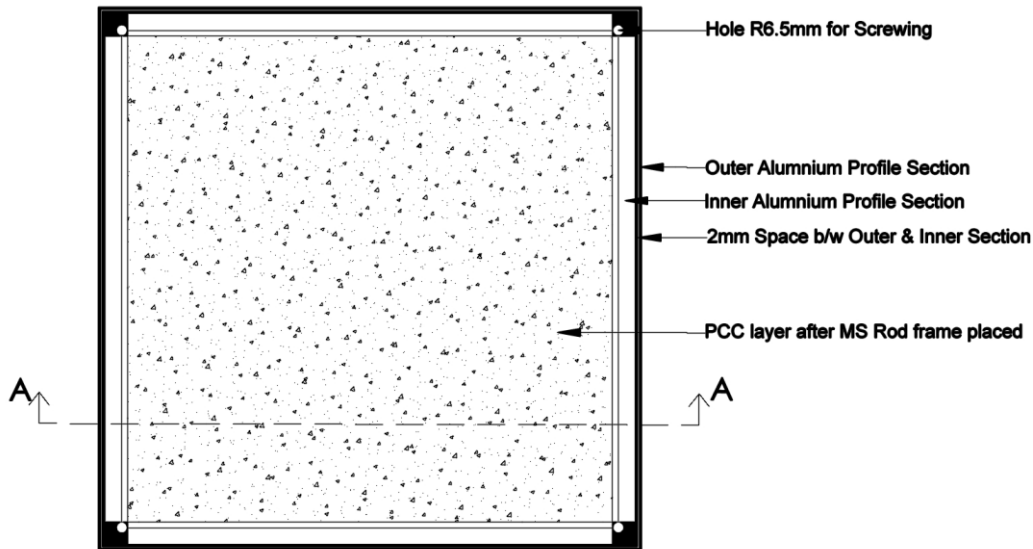 Hole R6.5mm for Screwing
Outer Alumnium Profile Section
Inner Alumnium Profile Section
2mm Space b/w Outer & Inner Section
PCC layer after MS Rod frame placed
A
A